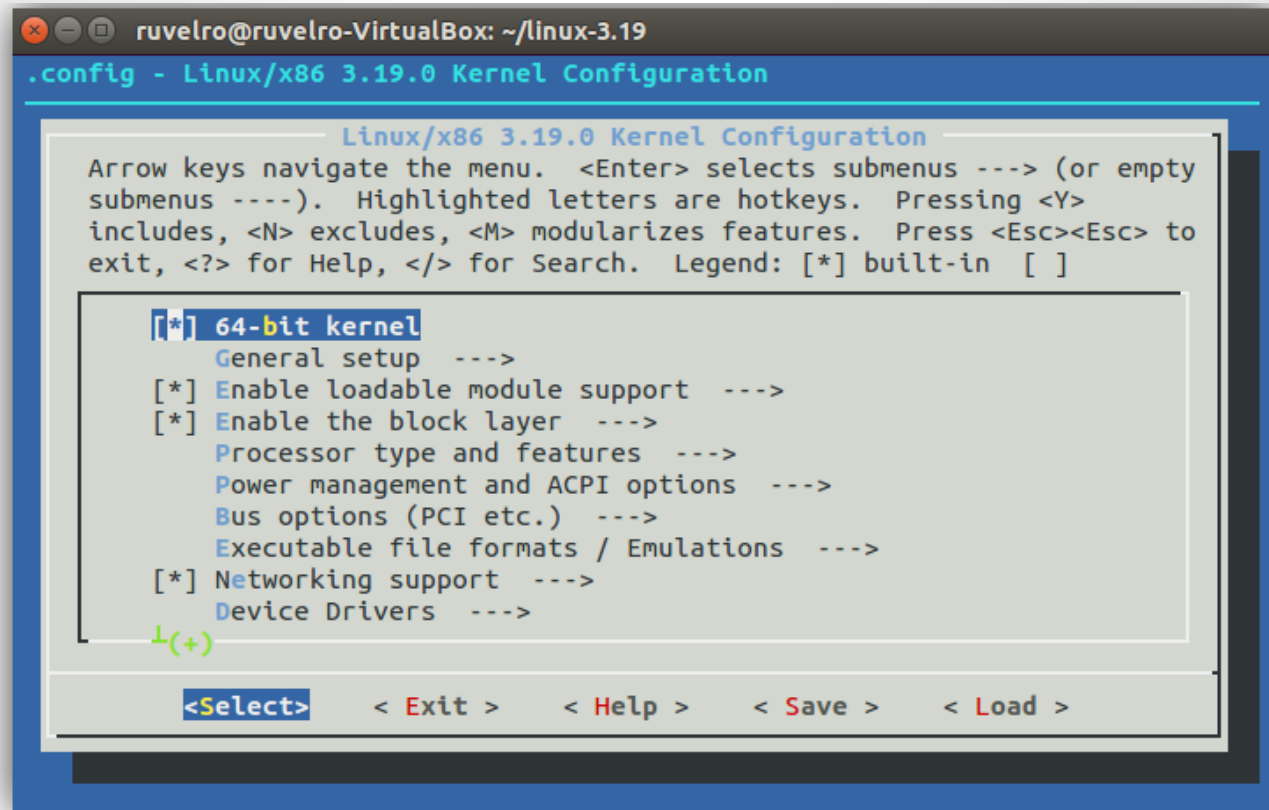 ruvelro@ruvelro-VirtualBox: ~/linux-3.19
.config - Linux/x86 3.19.0 Kernel Configuration
Linux/x86 3.19.0 Kernel Configuration
Arrow keys navigate the menu.  <Enter> selects submenus ---> (or empty
submenus ----).  Highlighted letters are hotkeys.  Pressing <Y>
includes, <N> excludes, <M> modularizes features.  Press <Esc><Esc> to
exit, <?> for Help, </> for Search.  Legend: [*] built-in  [ ]
[*] 64-bit kernel
General setup  --->
[*] Enable loadable module support  --->
[*] Enable the block layer  --->
Processor type and features  --->
Power management and ACPI options  --->
Bus options (PCI etc.)  --->
Executable file formats / Emulations  --->
[*] Networking support  --->
Device Drivers  --->
┴(+)
<Select>    < Exit >    < Help >    < Save >    < Load >